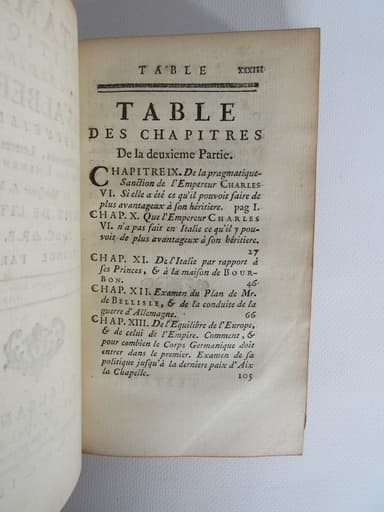 TABLE XXXIII
TABLE
DES CHAPITRES
De la deuxieme Partie.
CHAPITRE IX. De la pragmatique-
Sanction de l'Empereur CHARLES
VI. Si elle a été ce qu'il pouvoit faire de
plus avantageux à son héritiere. pag I.
CHAP. X. Que l'Empereur CHARLES
VI. n'a pas fait en Italie ce qu'il y pou-
voit de plus avantageux à son héritiere.
27
CHAP. XI. De l'Italie par rapport à
ses Princes, & à la maison de BOUR-
BON. 46
CHAP. XII. Examen du Plan de Mr.
de BELLISLE, & de la conduite de la
guerre d'Allemagne. 66
CHAP. XIII. De l'Equilibre de l'Europe,
& de celui de l'Empire. Comment, &
pour combien le Corps Germanique doit
entrer dans le premier. Examen de sa
politique jusqu'à la derniere paix d'Aix
la Chapelle. 105